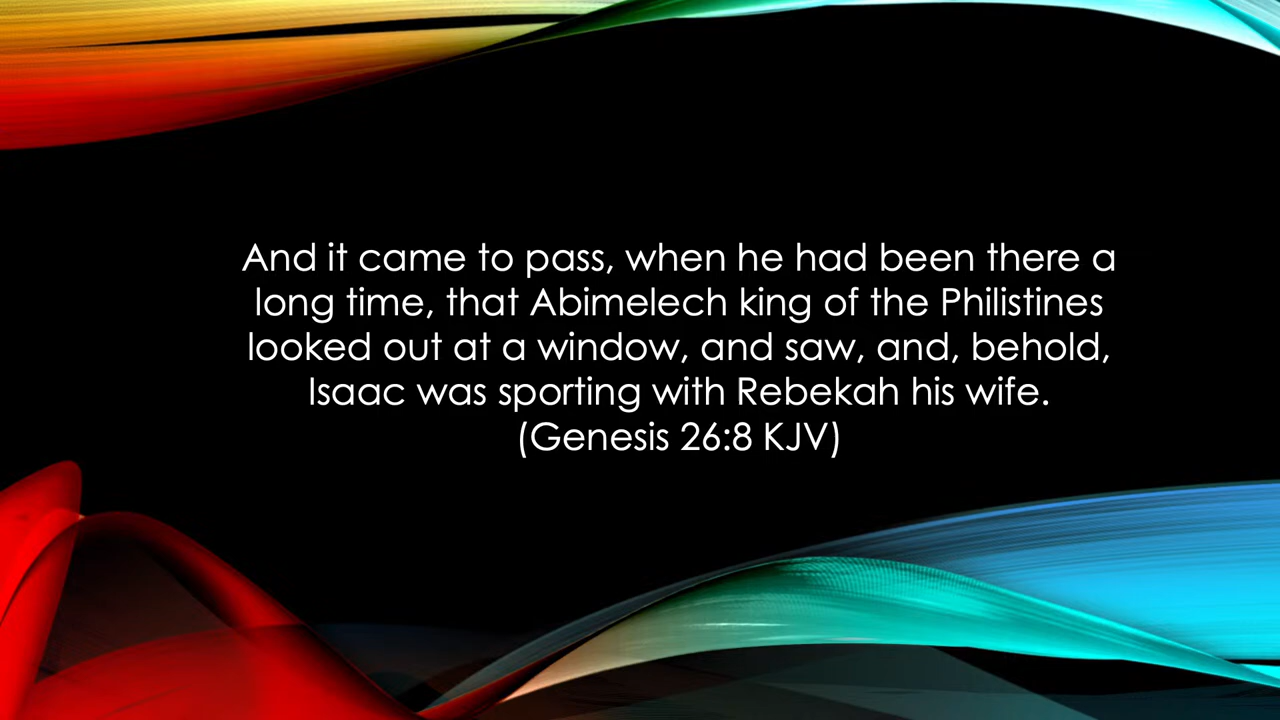 And it came to pass, when he had been there a
long time, that Abimelech king of the Philistines
looked out at a window, and saw, and, behold,
Isaac was sporting with Rebekah his wife.
(Genesis 26:8 KJV)